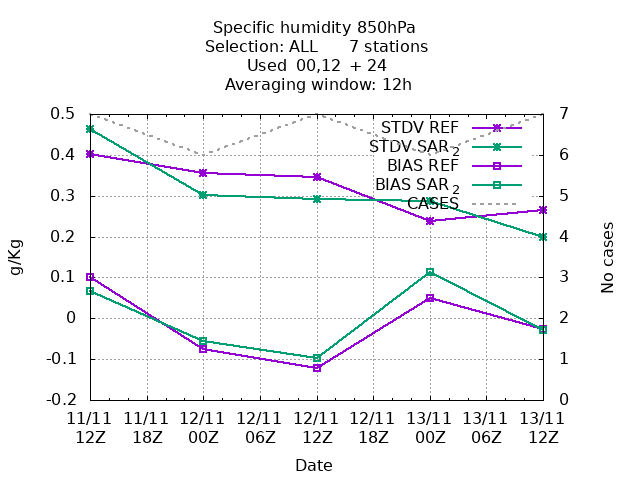 Specific humidity 850hPa
Selection: ALL 7 stations
Used 00,12 + 24
Averaging window: 12h
0.5
0.4
0.3
0.2
0.1
0
-0.1
-0.2
7
6
5
4
3
2
1
0
STDV REF
STDV SAR2
BIAS REF
BIAS SAR2
CASES
g/Kg
No cases
11/11 11/11 12/11 12/11 12/11 12/11 13/11 13/11 13/11
12Z 18Z 00Z 06Z 12Z 18Z 00Z 06Z 12Z
Date